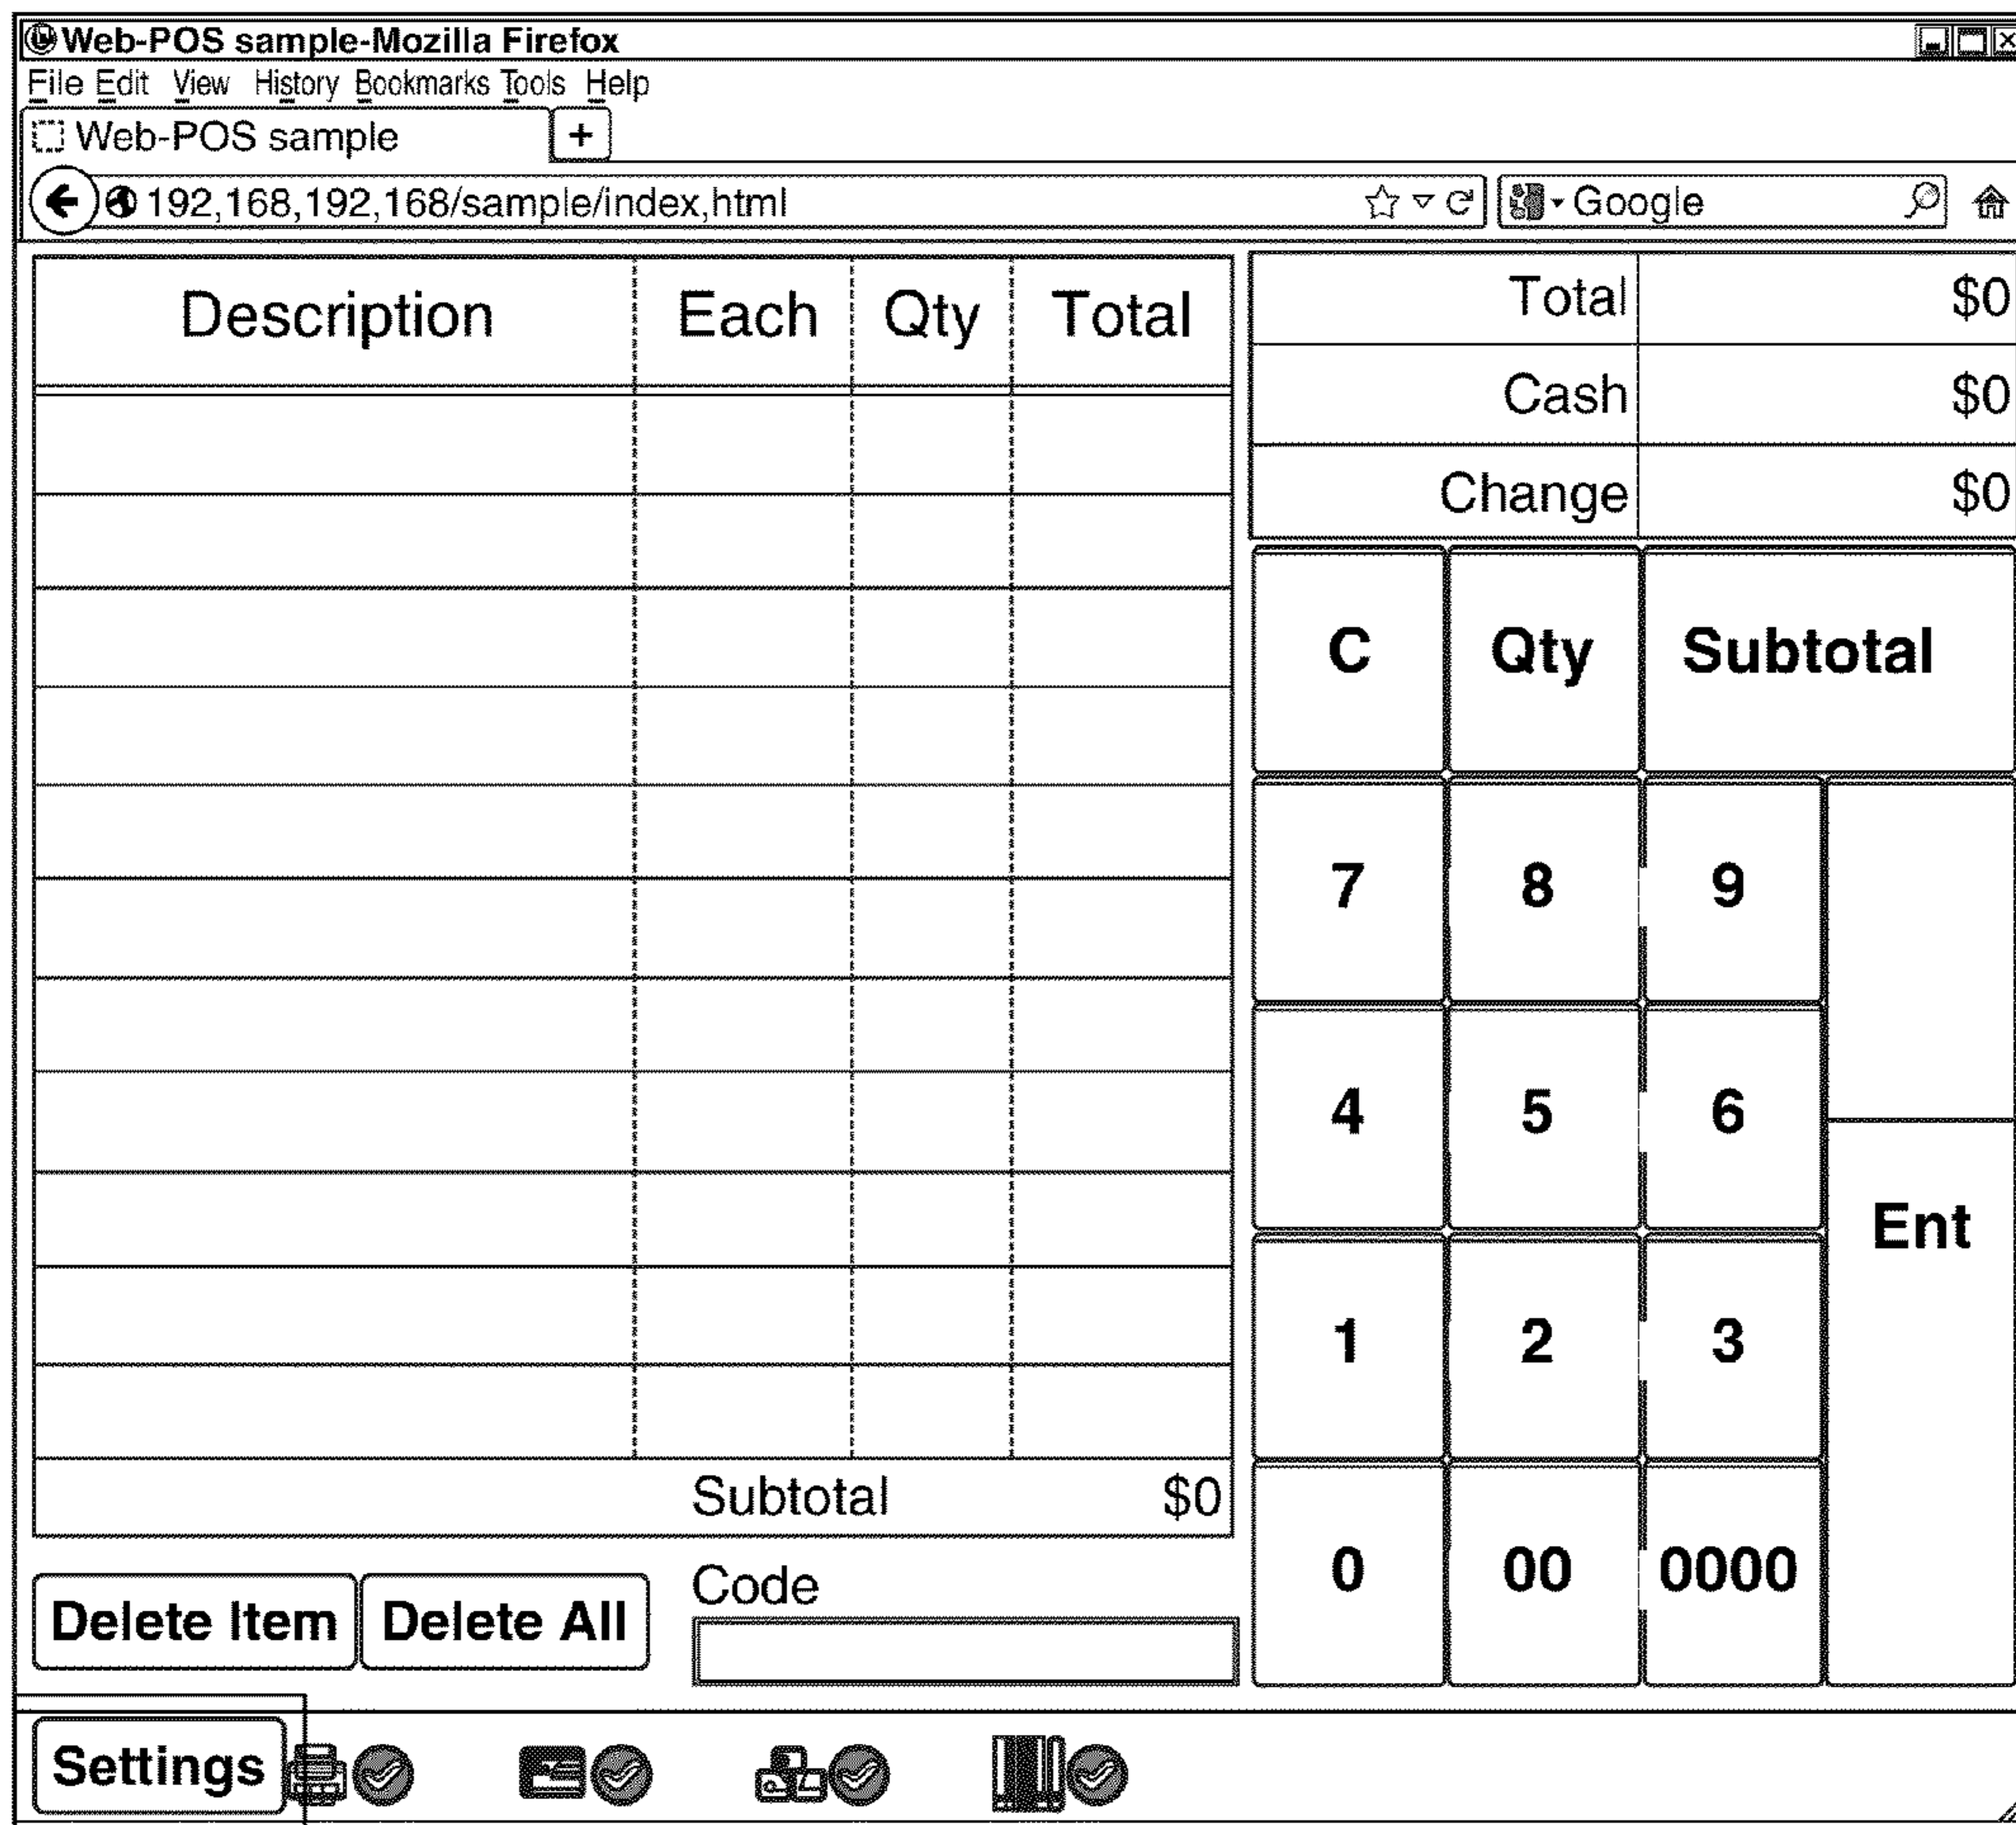 Web-POS sample-Mozilla Firefox
File Edit View History Bookmarks Tools Help
Web-POS sample +
192,168,192,168/sample/index,html Google
Description Each Qty Total
Total $0
Cash $0
Change $0
C Qty Subtotal
7 8 9
4 5 6
Ent
1 2 3
0 00 0000
Subtotal $0
Code
Delete Item Delete All
Settings